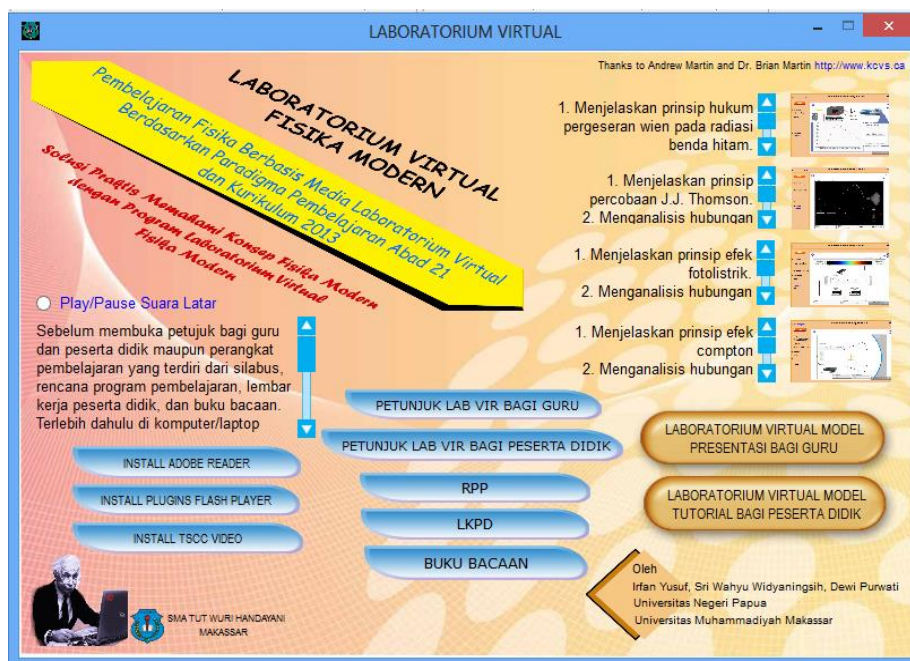 LABORATORIUM VIRTUAL
Thanks to Andrew Martin and Dr. Brian Martin http://www.kcvs.ca
LABORATORIUM VIRTUAL
FISIKA MODERN
Pembelajaran Fisika Berbasis Media Laboratorium Virtual
Berdasarkan Paradigma Pembelajaran Abad 21
dan Kurikulum 2013
Solusi Praktis Memahami Konsep Fisika Modern
dengan Program Laboratorium Virtual
Fisika Modern
1. Menjelaskan prinsip hukum
pergeseran wien pada radiasi
benda hitam.
1. Menjelaskan prinsip
percobaan J.J. Thomson.
2. Menganalisis hubungan
1. Menjelaskan prinsip efek
fotolistrik.
2. Menganalisis hubungan
1. Menjelaskan prinsip efek
compton
2. Menganalisis hubungan
Play/Pause Suara Latar
Sebelum membuka petujuk bagi guru
dan peserta didik maupun perangkat
pembelajaran yang terdiri dari silabus,
rencana program pembelajaran, lembar
kerja peserta didik, dan buku bacaan.
Terlebih dahulu di komputer/laptop
INSTALL ADOBE READER
INSTALL PLUGINS FLASH PLAYER
INSTALL TSCC VIDEO
PETUNJUK LAB VIR BAGI GURU
PETUNJUK LAB VIR BAGI PESERTA DIDIK
RPP
LKPD
BUKU BACAAN
LABORATORIUM VIRTUAL MODEL
PRESENTASI BAGI GURU
LABORATORIUM VIRTUAL MODEL
TUTORIAL BAGI PESERTA DIDIK
SMA TUT WURI HANDAYANI
MAKASSAR
Oleh
Irfan Yusuf, Sri Wahyu Widyaningsih, Dewi Purwati
Universitas Negeri Papua
Universitas Muhammadiyah Makassar